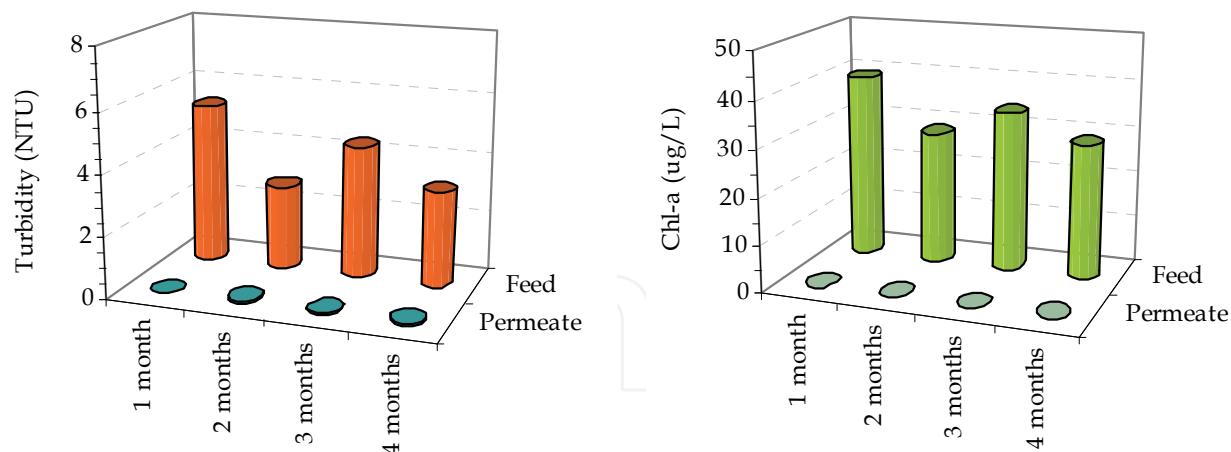 Turbidity (NTU)
8
6
4
2
0
1 month
2 months
3 months
4 months
Feed
Permeate
Chl-a (ug/L)
50
40
30
20
10
0
1 month
2 months
3 months
4 months
Feed
Permeate